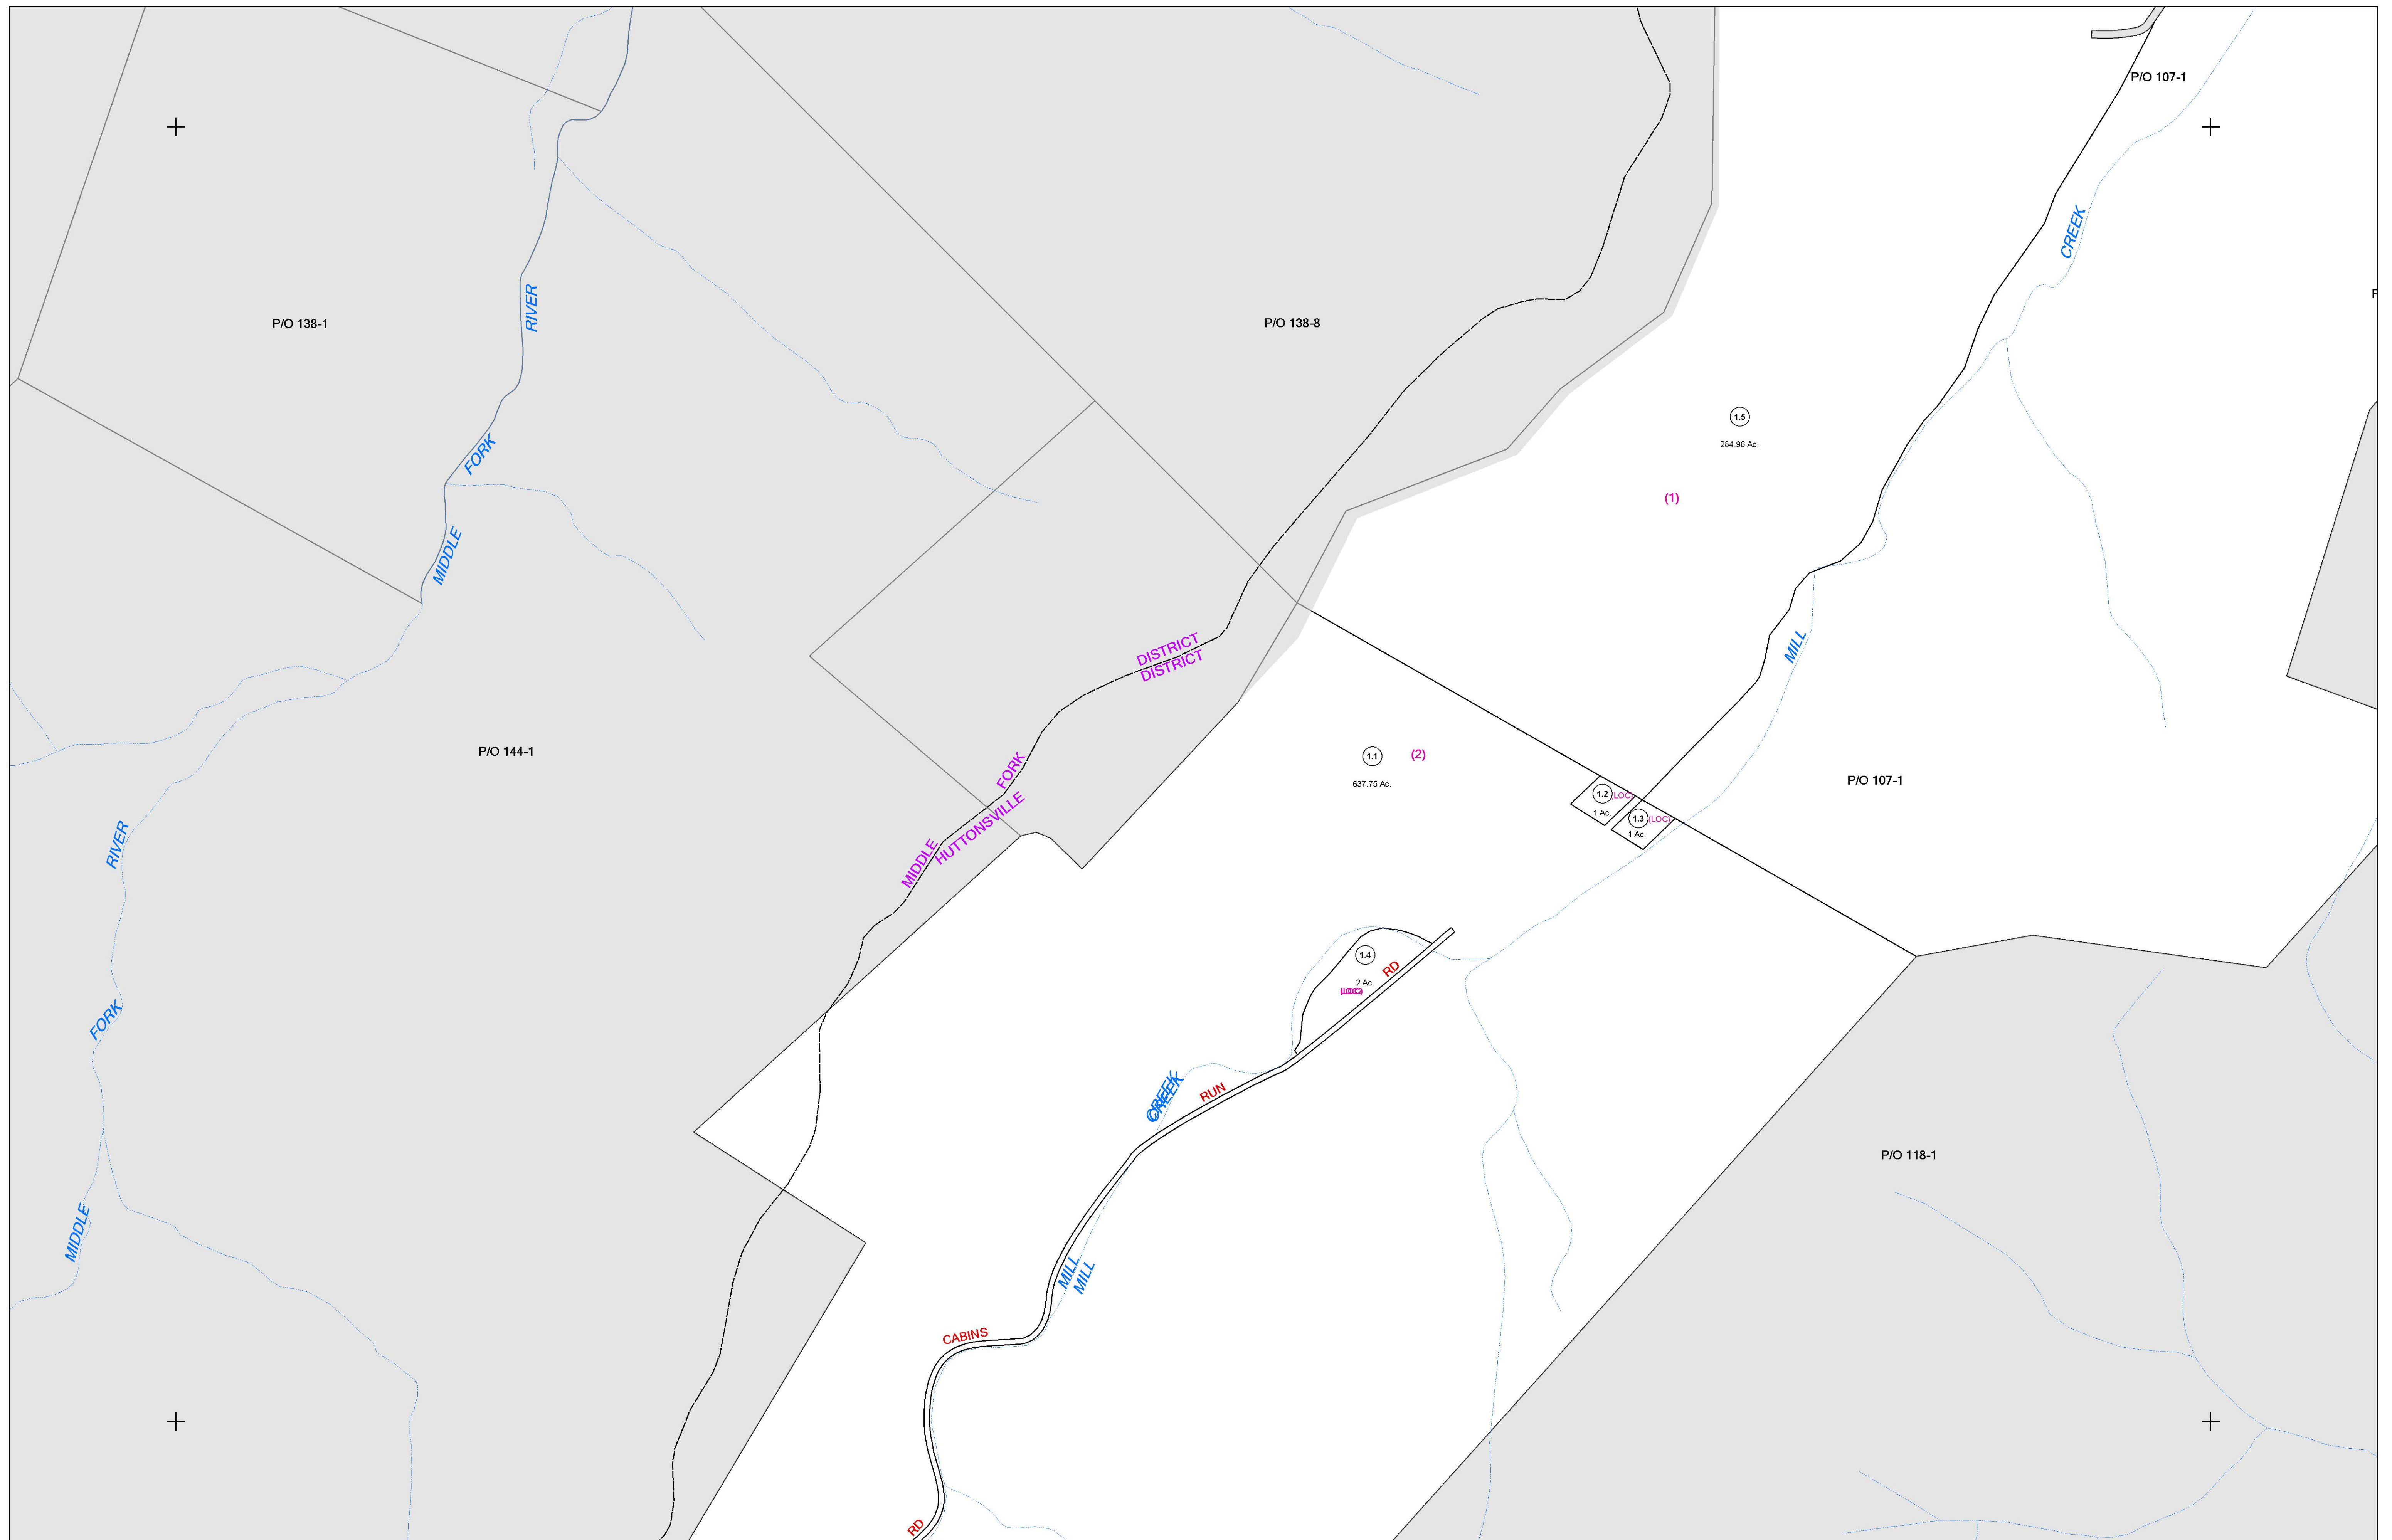 P/O 107-1
CREEK
RIVER
P/O 138-1
P/O 138-8
1.5
284.96 Ac.
FORK
(1)
MIDDLE
DISTRICT
DISTRICT
MILL
P/O 144-1
1.1
(2)
637.75 Ac.
P/O 107-1
FORK
HUTTONSVILLE
MIDDLE
1.2
(LOC)
1 Ac.
1.3
(LOC)
1 Ac.
RIVER
1.4
RD
2 Ac.
FORK
CREEK
CREEK
RUN
P/O 118-1
MIDDLE
MILL
MILL
CABINS
RD